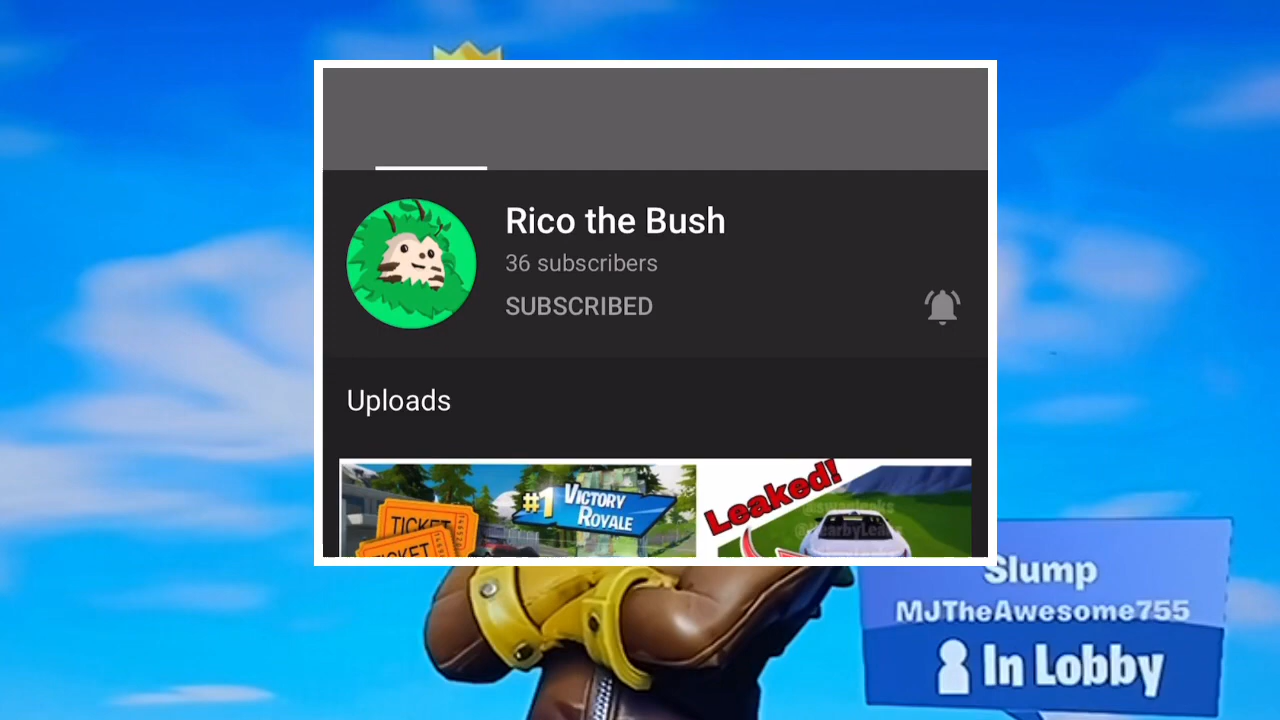 Rico the Bush
36 subscribers
SUBSCRIBED
Uploads
#1 VICTORY
ROYALE
TICKET
TICKET
Leaked!
Slump
MJTheAwesome755
In Lobby